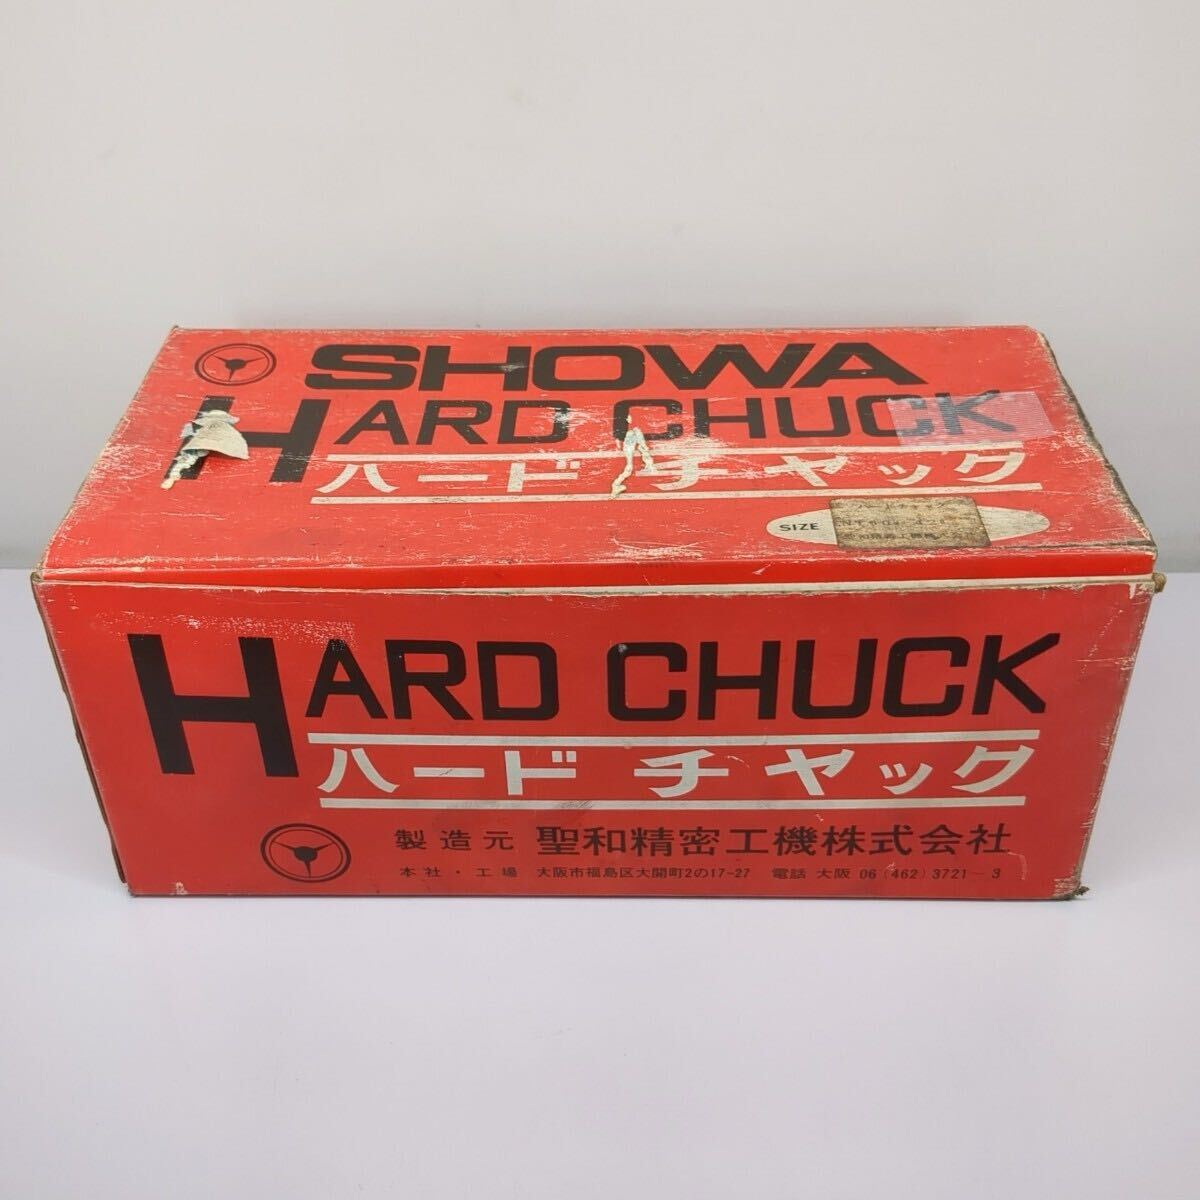 SHOWA
HARD CHUCK
ハード チヤック
SIZE
HARD CHUCK
ハード チヤック
製造元 聖和精密工機株式会社
本社・工場 大阪市福島区大開町2の17-27 電話 大阪 06(462)3721-3